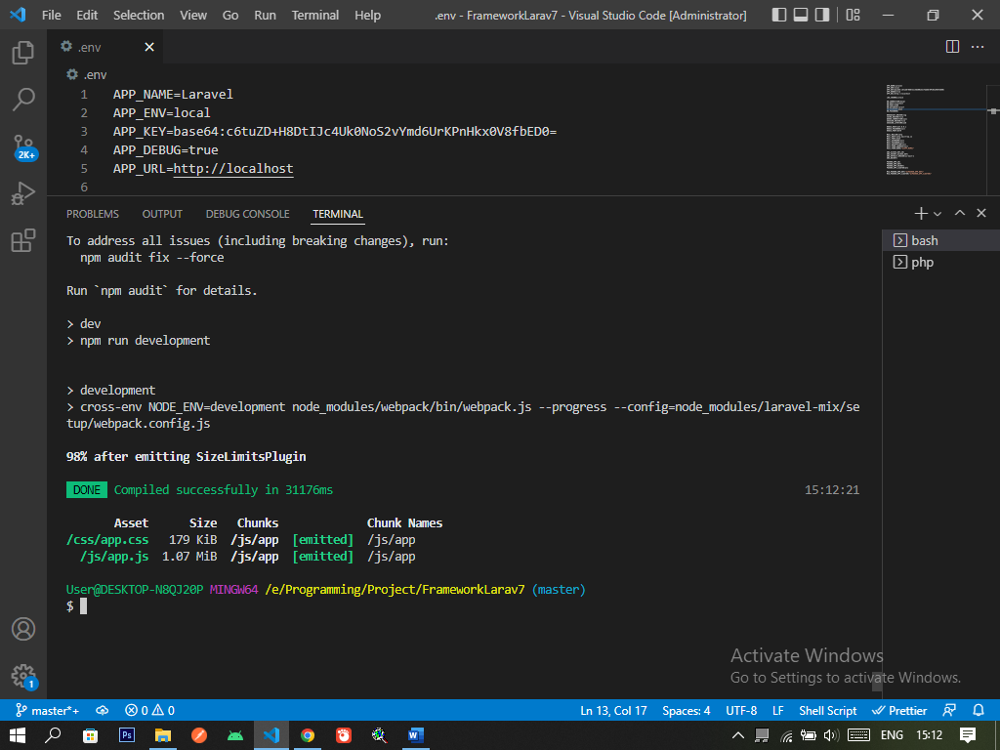 File Edit Selection View Go Run Terminal Help .env - FrameworkLarav7 - Visual Studio Code [Administrator]
.env
.env
1 APP_NAME=Laravel
2 APP_ENV=local
3 APP_KEY=base64:c6tuZD+H8DtIJc4Uk0NoS2vYmd6UrKPnHkx0V8fbED0=
4 APP_DEBUG=true
5 APP_URL=http://localhost
6
2K+
PROBLEMS OUTPUT DEBUG CONSOLE TERMINAL
bash
php
To address all issues (including breaking changes), run:
npm audit fix --force
Run `npm audit` for details.
> dev
> npm run development
> development
> cross-env NODE_ENV=development node_modules/webpack/bin/webpack.js --progress --config=node_modules/laravel-mix/se
tup/webpack.config.js
98% after emitting SizeLimitsPlugin
DONE Compiled successfully in 31176ms 15:12:21
Asset Size Chunks Chunk Names
/css/app.css 179 KiB /js/app [emitted] /js/app
/js/app.js 1.07 MiB /js/app [emitted] /js/app
User@DESKTOP-N8QJ20P MINGW64 /e/Programming/Project/FrameworkLarav7 (master)
$
Activate Windows
Go to Settings to activate Windows.
1
master*+ 0 0 Ln 13, Col 17 Spaces: 4 UTF-8 LF Shell Script Prettier
Ps W ENG 15:12